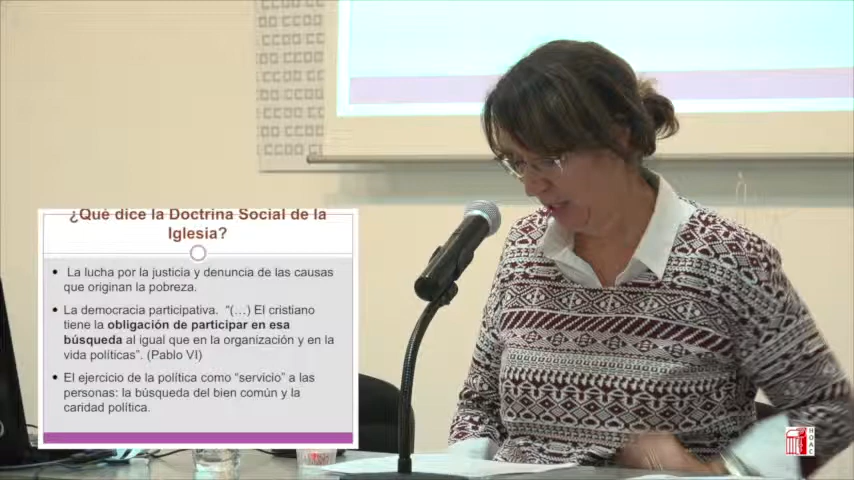 CCOO CCOO
¿Qué dice la Doctrina Social de la
Iglesia?
• La lucha por la justicia y denuncia de las causas
que originan la pobreza.
• La democracia participativa. "(…) El cristiano
tiene la obligación de participar en esa
búsqueda al igual que en la organización y en la
vida políticas". (Pablo VI)
• El ejercicio de la política como "servicio" a las
personas: la búsqueda del bien común y la
caridad política.
HOAC